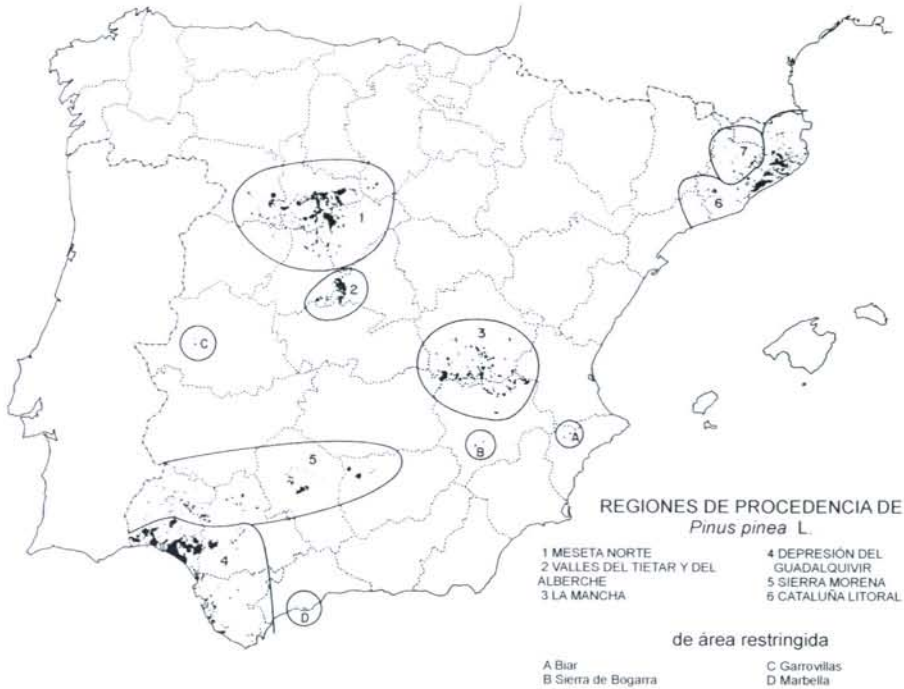 7
6
1
2
3
C
A
B
5
4
D
REGIONES DE PROCEDENCIA DE
Pinus pinea L.
1 MESETA NORTE
2 VALLES DEL TIETAR Y DEL
ALBERCHE
3 LA MANCHA
4 DEPRESIÓN DEL
GUADALQUIVIR
5 SIERRA MORENA
6 CATALUÑA LITORAL
de área restringida
A Biar
B Sierra de Bogarra
C Garrovillas
D Marbella